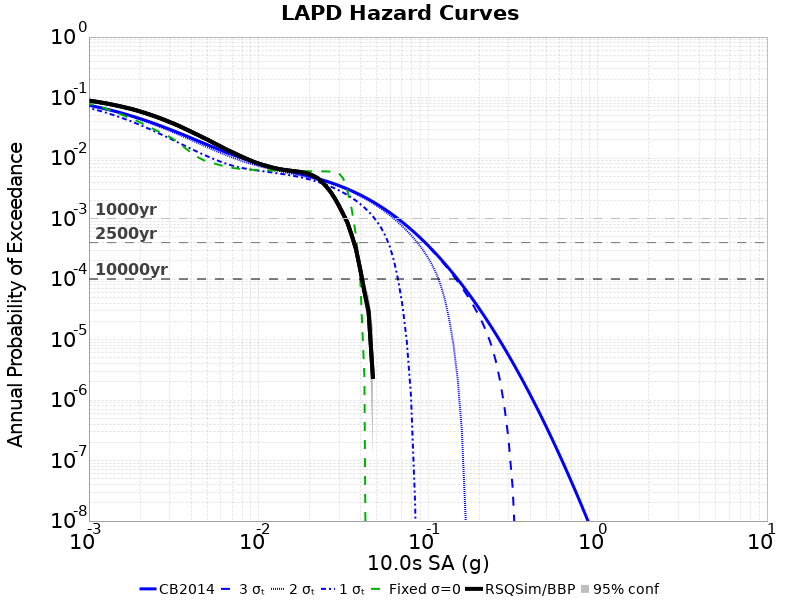 LAPD Hazard Curves
10⁰
10⁻¹
10⁻²
10⁻³
10⁻⁴
10⁻⁵
10⁻⁶
10⁻⁷
10⁻⁸
Annual Probability of Exceedance
1000yr
2500yr
10000yr
10⁻³ 10⁻² 10⁻¹ 10⁰ 10¹
10.0s SA (g)
CB2014 3 σₜ 2 σₜ 1 σₜ Fixed σ=0 RSQSim/BBP 95% conf